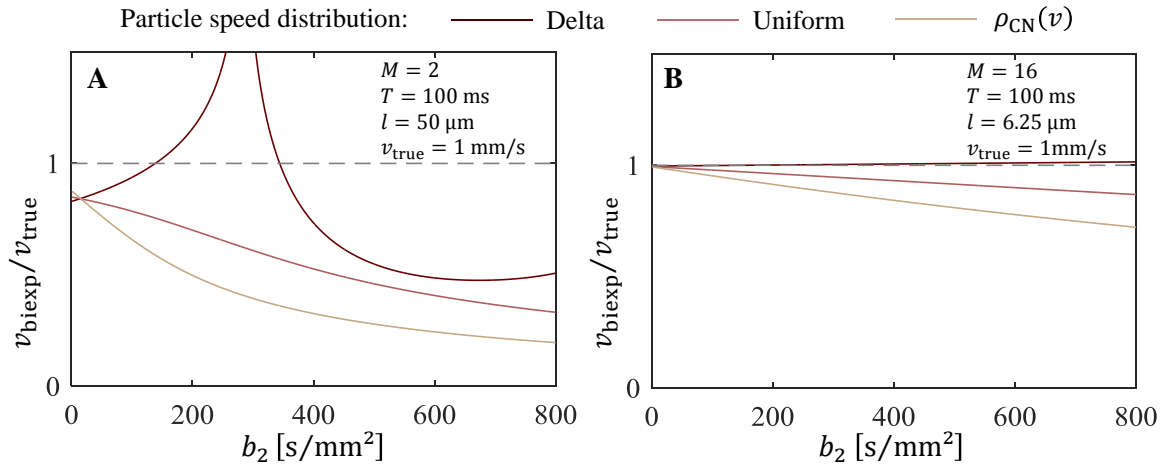 Particle speed distribution: Delta Uniform ρCN(v)
A
M = 2
T = 100 ms
l = 50 µm
vtrue = 1 mm/s
1
0
vbiexp/vtrue
0 200 400 600 800
b2 [s/mm²]
B
M = 16
T = 100 ms
l = 6.25 µm
vtrue = 1mm/s
1
0
vbiexp/vtrue
0 200 400 600 800
b2 [s/mm²]